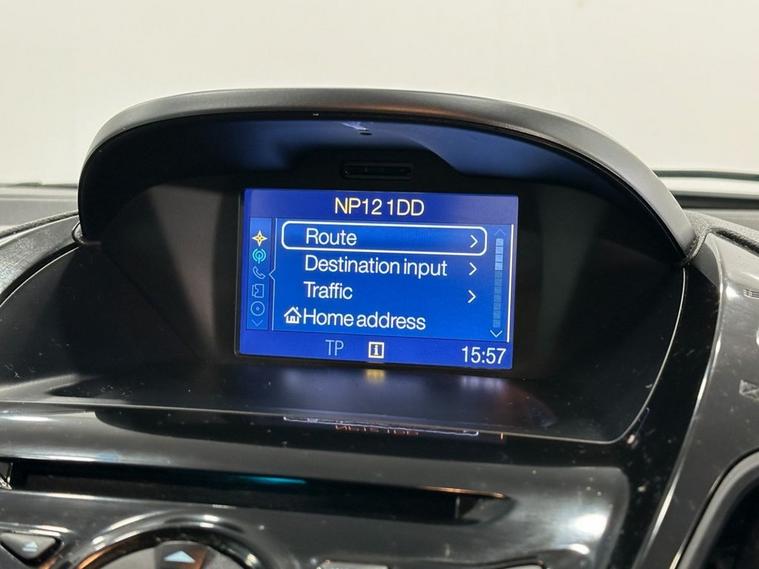 NP12 1DD
Route
Destination input
Traffic
Home address
TP i 15:57